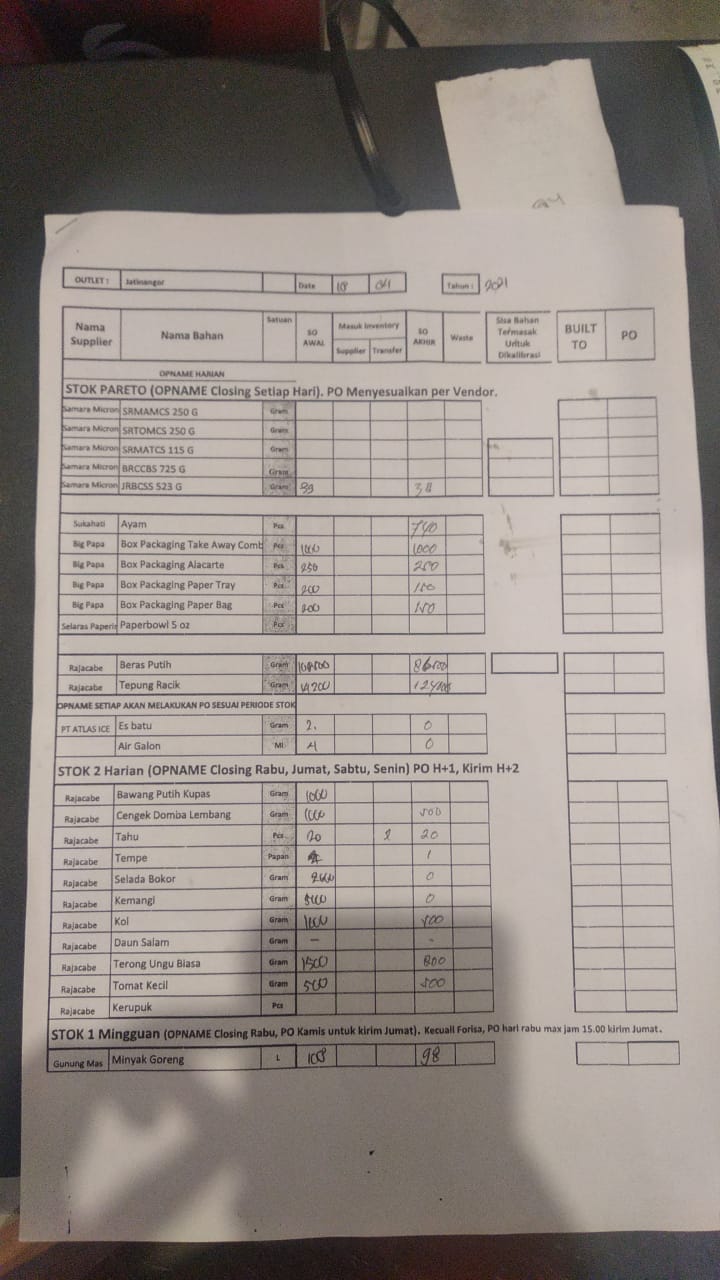 OUTLET : Jatinangor Date 18 04 Tahun : 2021
Nama Supplier Nama Bahan Satuan SO AWAL Masuk Inventory Supplier Transfer SO AKHIR Waste Sisa Bahan Termasak Untuk Dikalibrasi BUILT TO PO
OPNAME HARIAN
STOK PARETO (OPNAME Closing Setiap Hari). PO Menyesuaikan per Vendor.
Samara Micron SRMAMCS 250 G Gram
Samara Micron SRTOMCS 250 G Gram
Samara Micron SRMATCS 115 G Gram
Samara Micron BRCCBS 725 G Gram
Samara Micron JRBCSS 523 G Gram
Sukahati Ayam Pcs 740
Big Papa Box Packaging Take Away Comb Pcs 1000 1000
Big Papa Box Packaging Alacarte Pcs 250 250
Big Papa Box Packaging Paper Tray Pcs 200 150
Big Papa Box Packaging Paper Bag Pcs 200 150
Selaras Paperis Paperbowl 5 oz Pcs
Rajacabe Beras Putih Gram
Rajacabe Tepung Racik Gram
OPNAME SETIAP AKAN MELAKUKAN PO SESUAI PERIODE STOK
PT ATLAS ICE Es batu Gram 2. 0
Air Galon Ml 4 0
STOK 2 Harian (OPNAME Closing Rabu, Jumat, Sabtu, Senin) PO H+1, Kirim H+2
Rajacabe Bawang Putih Kupas Gram 1000
Rajacabe Cengek Domba Lembang Gram 1000 500
Rajacabe Tahu Pcs 20 2 20
Rajacabe Tempe Papan 1
Rajacabe Selada Bokor Gram 2000 0
Rajacabe Kemangi Gram 0
Rajacabe Kol Gram 1000 400
Rajacabe Daun Salam Gram - -
Rajacabe Terong Ungu Biasa Gram 1500 800
Rajacabe Tomat Kecil Gram 500 500
Rajacabe Kerupuk Pcs
STOK 1 Mingguan (OPNAME Closing Rabu, PO Kamis untuk kirim Jumat). Kecuali Forisa, PO hari rabu max jam 15.00 kirim Jumat.
Gunung Mas Minyak Goreng L 108 98